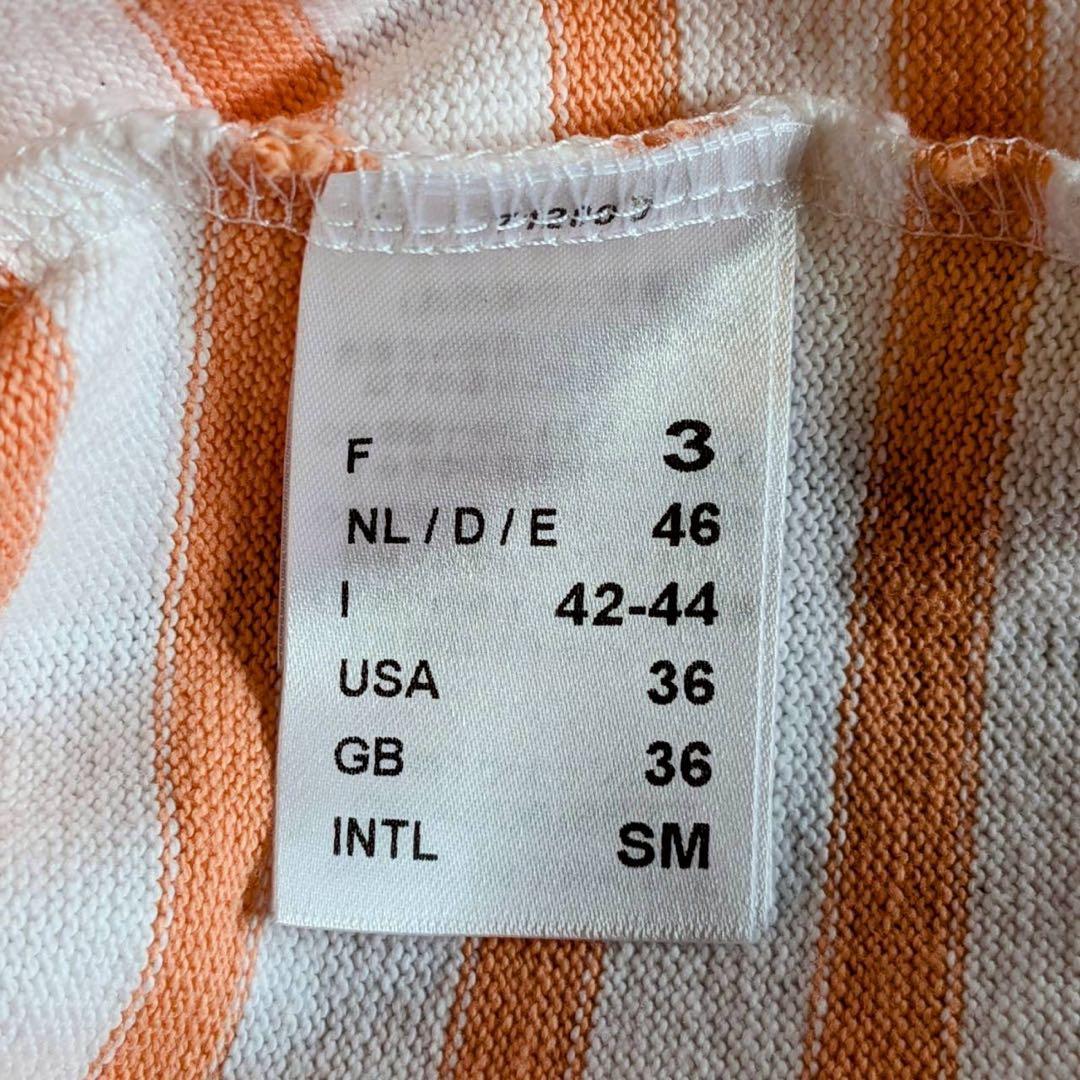 F 3
NL / D / E 46
I 42-44
USA 36
GB 36
INTL SM